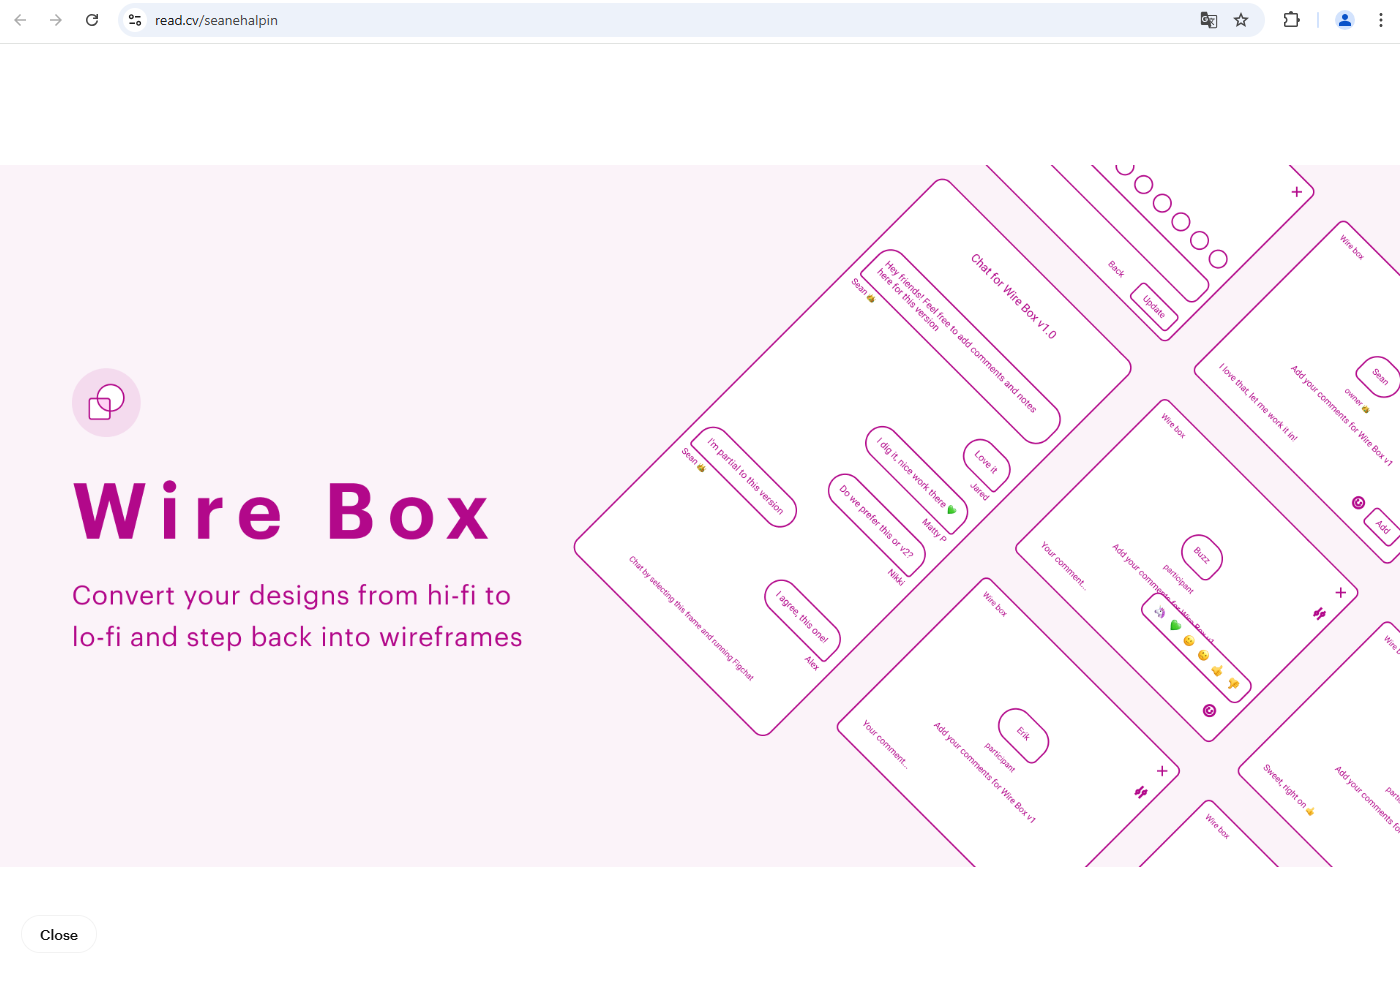 read.cv/seanehalpin
Wire Box
Convert your designs from hi-fi to
lo-fi and step back into wireframes
Chat for Wire Box v1.0
Hey friends! Feel free to add comments and notes
here for this version
Sean
Love it
Jared
I dig it, nice work there 💚
Matty P
Do we prefer this or v2?
Nikki
I'm partial to this version
Sean
I agree, this one!
Alex
Chat by selecting this frame and running Figchat
Back
Update
Wire box
Sean
owner
Add your comments for Wire Box v1
I love that, let me work it in!
Add
Wire box
Buzz
participant
Add your comments for Wire Box v1
Your comment...
Wire box
Erik
participant
Add your comments for Wire Box v1
Your comment...
Wire b
parti
Add your comments for
Sweet, right on 👍
Wire box
Close